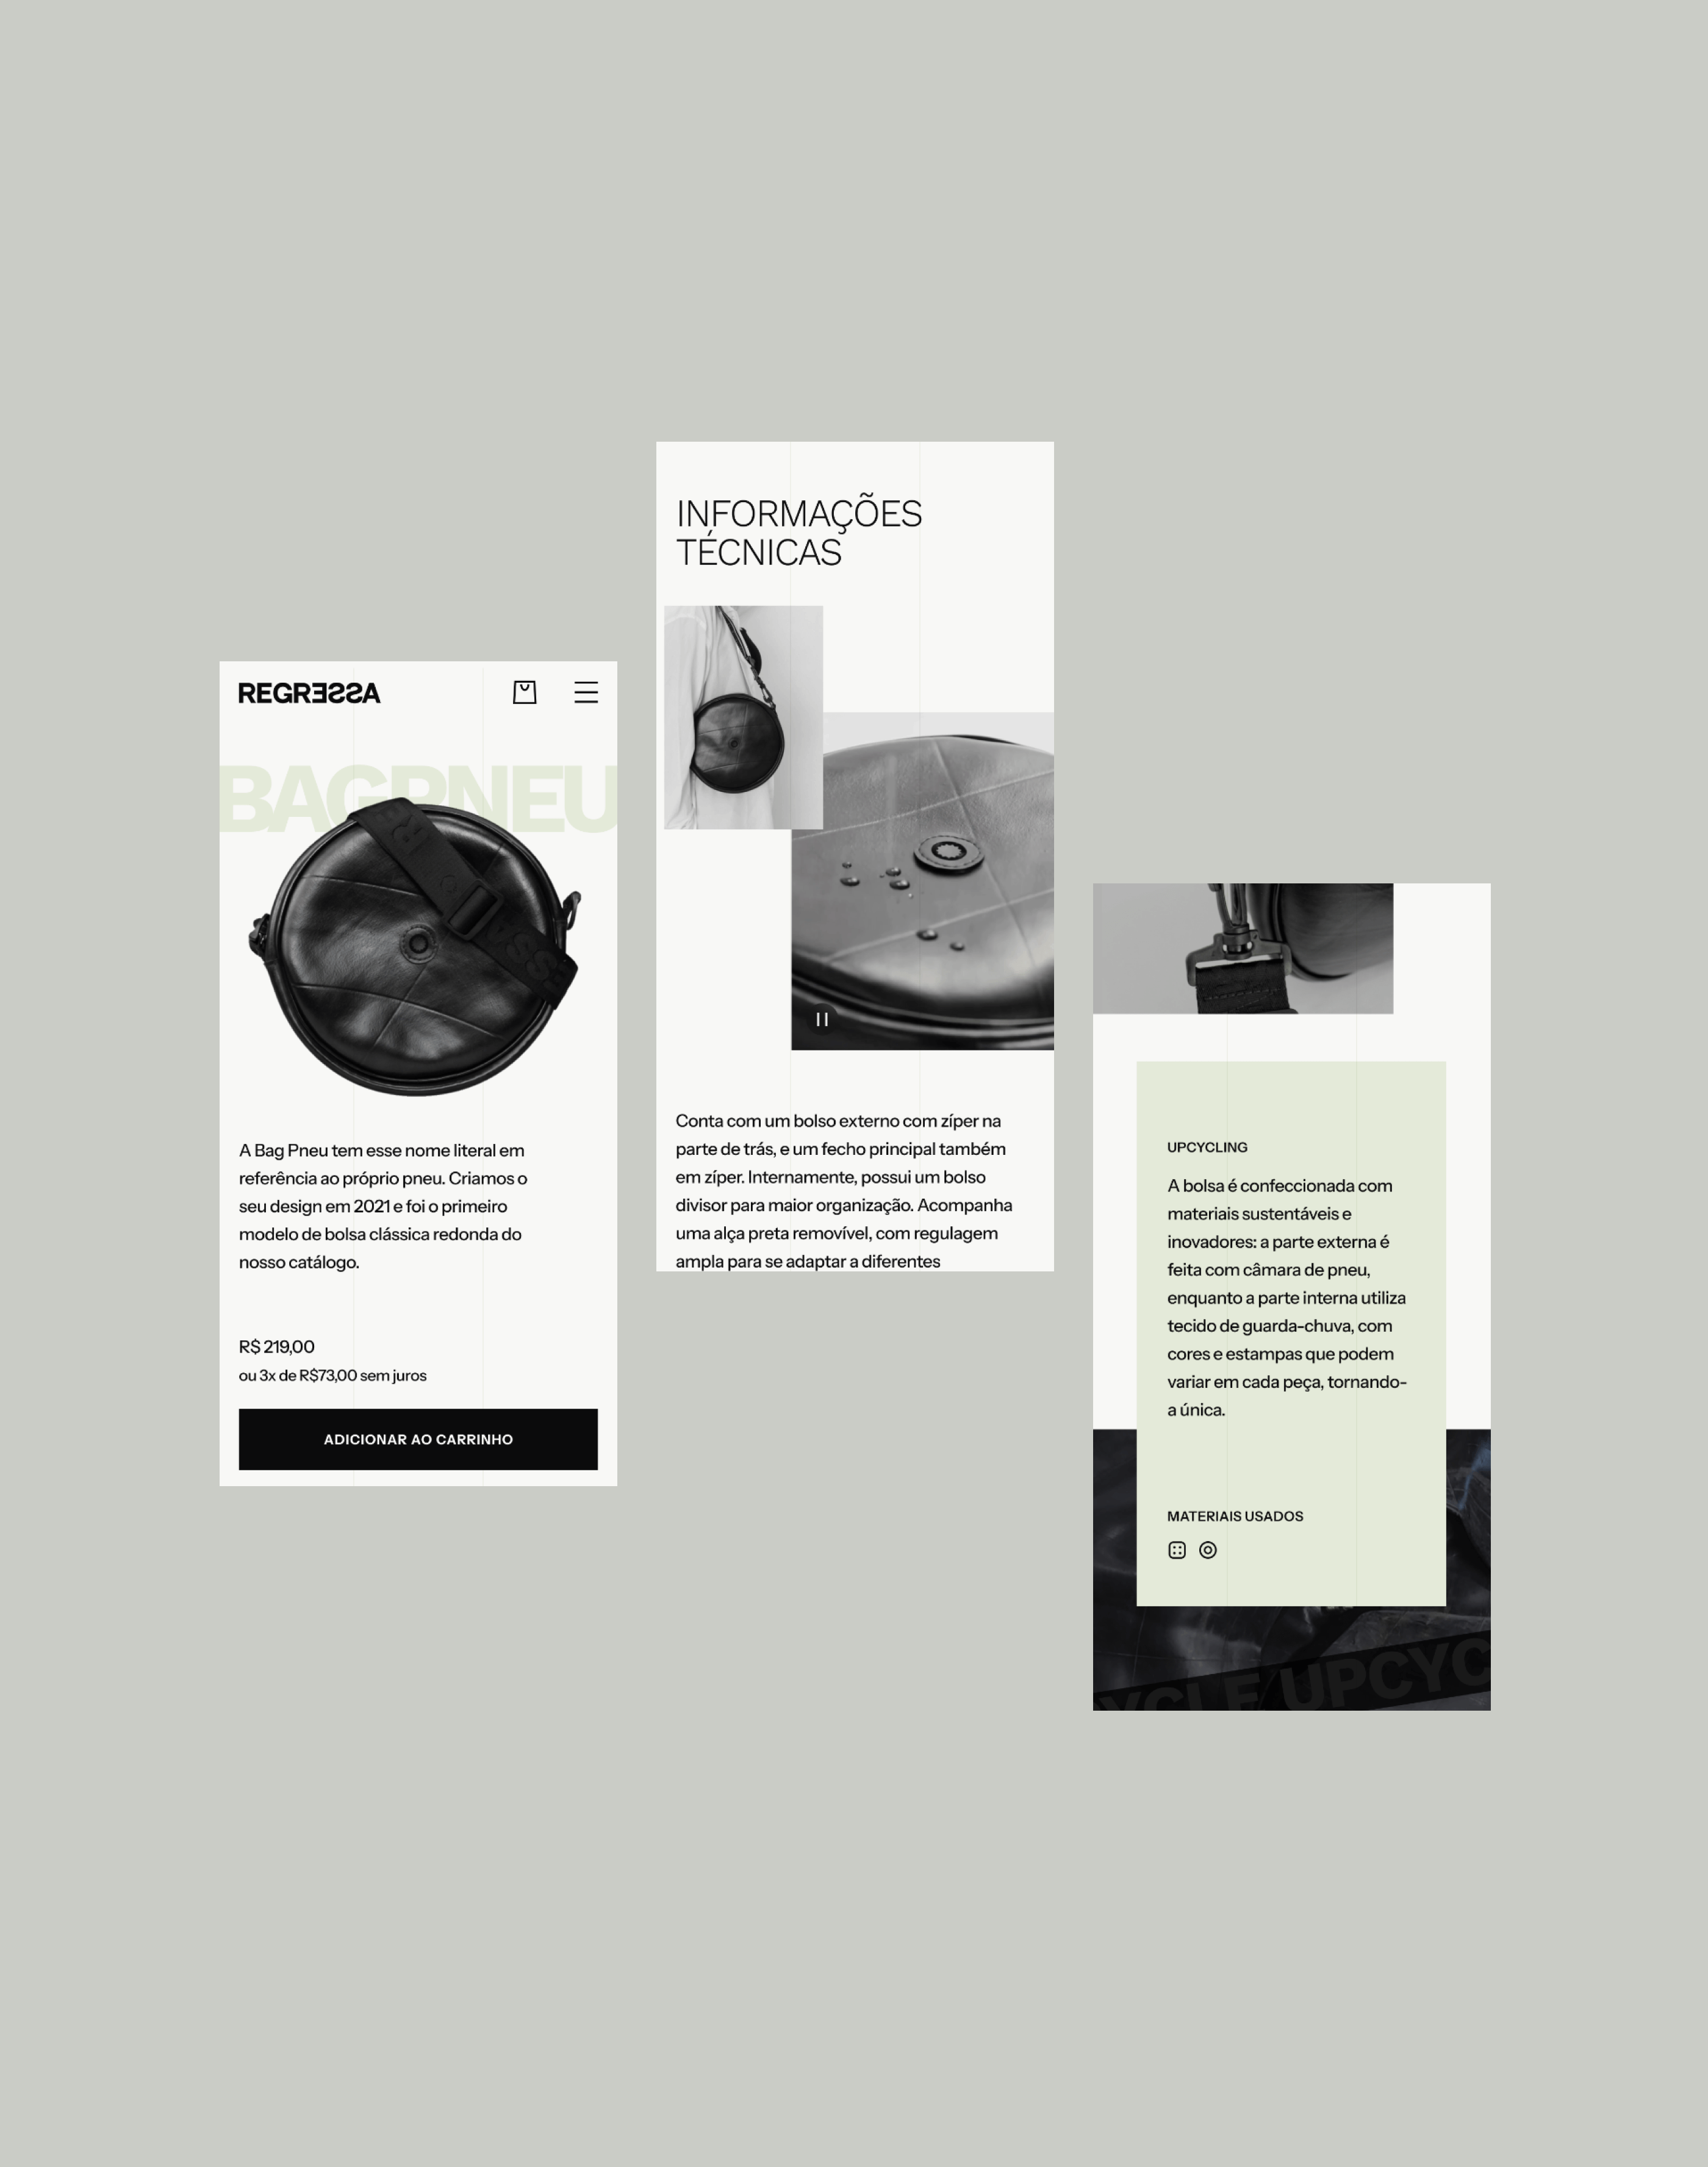 REGRESSA
BAGPNEU
A Bag Pneu tem esse nome literal em
referência ao próprio pneu. Criamos o
seu design em 2021 e foi o primeiro
modelo de bolsa clássica redonda do
nosso catálogo.
R$ 219,00
ou 3x de R$73,00 sem juros
ADICIONAR AO CARRINHO
INFORMAÇÕES
TÉCNICAS
Conta com um bolso externo com zíper na
parte de trás, e um fecho principal também
em zíper. Internamente, possui um bolso
divisor para maior organização. Acompanha
uma alça preta removível, com regulagem
ampla para se adaptar a diferentes
UPCYCLING
A bolsa é confeccionada com
materiais sustentáveis e
inovadores: a parte externa é
feita com câmara de pneu,
enquanto a parte interna utiliza
tecido de guarda-chuva, com
cores e estampas que podem
variar em cada peça, tornando-
a única.
MATERIAIS USADOS
YCLE UPCYC